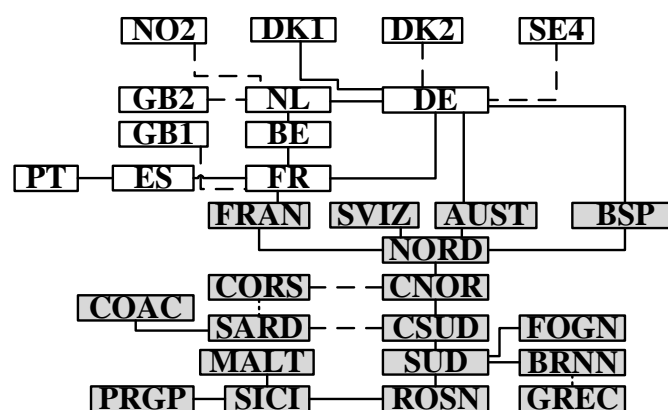 NO2 DK1 DK2 SE4
GB2 NL DE
GB1 BE
PT ES FR
FRAN SVIZ AUST BSP
NORD
CORS CNOR
COAC
SARD CSUD FOGN
MALT SUD BRNN
PRGP SICI ROSN GREC